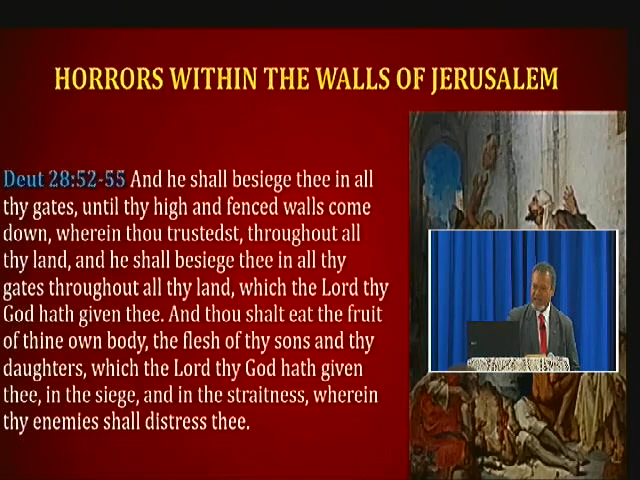 HORRORS WITHIN THE WALLS OF JERUSALEM
Deut 28:52-55 And he shall besiege thee in all
thy gates, until thy high and fenced walls come
down, wherein thou trustedst, throughout all
thy land, and he shall besiege thee in all thy
gates throughout all thy land, which the Lord thy
God hath given thee. And thou shalt eat the fruit
of thine own body, the flesh of thy sons and thy
daughters, which the Lord thy God hath given
thee, in the siege, and in the straitness, wherein
thy enemies shall distress thee.